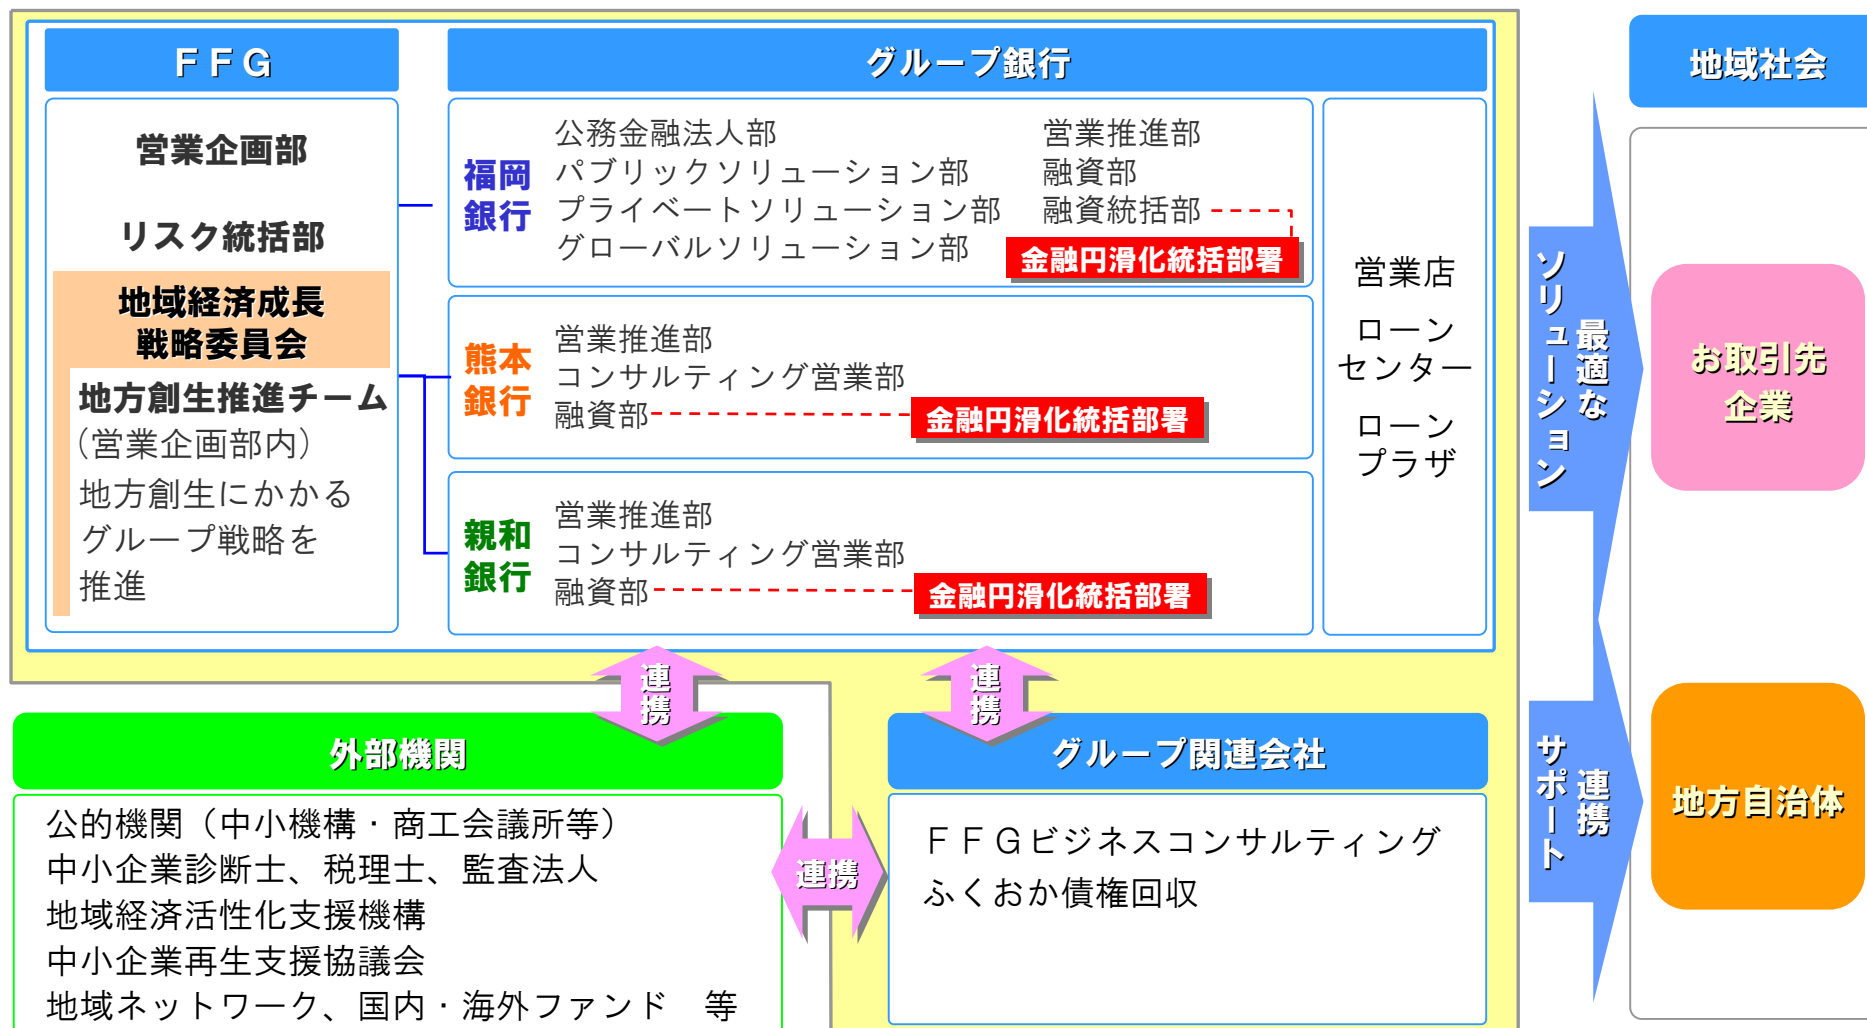 ＦＦＧ
営業企画部
リスク統括部
地域経済成長
戦略委員会
地方創生推進チーム
（営業企画部内）
地方創生にかかる
グループ戦略を
推進
グループ銀行
福岡
銀行
公務金融法人部
パブリックソリューション部
プライベートソリューション部
グローバルソリューション部
営業推進部
融資部
融資統括部
金融円滑化統括部署
熊本
銀行
営業推進部
コンサルティング営業部
融資部
金融円滑化統括部署
親和
銀行
営業推進部
コンサルティング営業部
融資部
金融円滑化統括部署
営業店
ローン
センター
ローン
プラザ
連携
連携
外部機関
公的機関（中小機構・商工会議所等）
中小企業診断士、税理士、監査法人
地域経済活性化支援機構
中小企業再生支援協議会
地域ネットワーク、国内・海外ファンド　等
連携
グループ関連会社
ＦＦＧビジネスコンサルティング
ふくおか債権回収
最適な
ソリューション
連携
サポート
地域社会
お取引先
企業
地方自治体